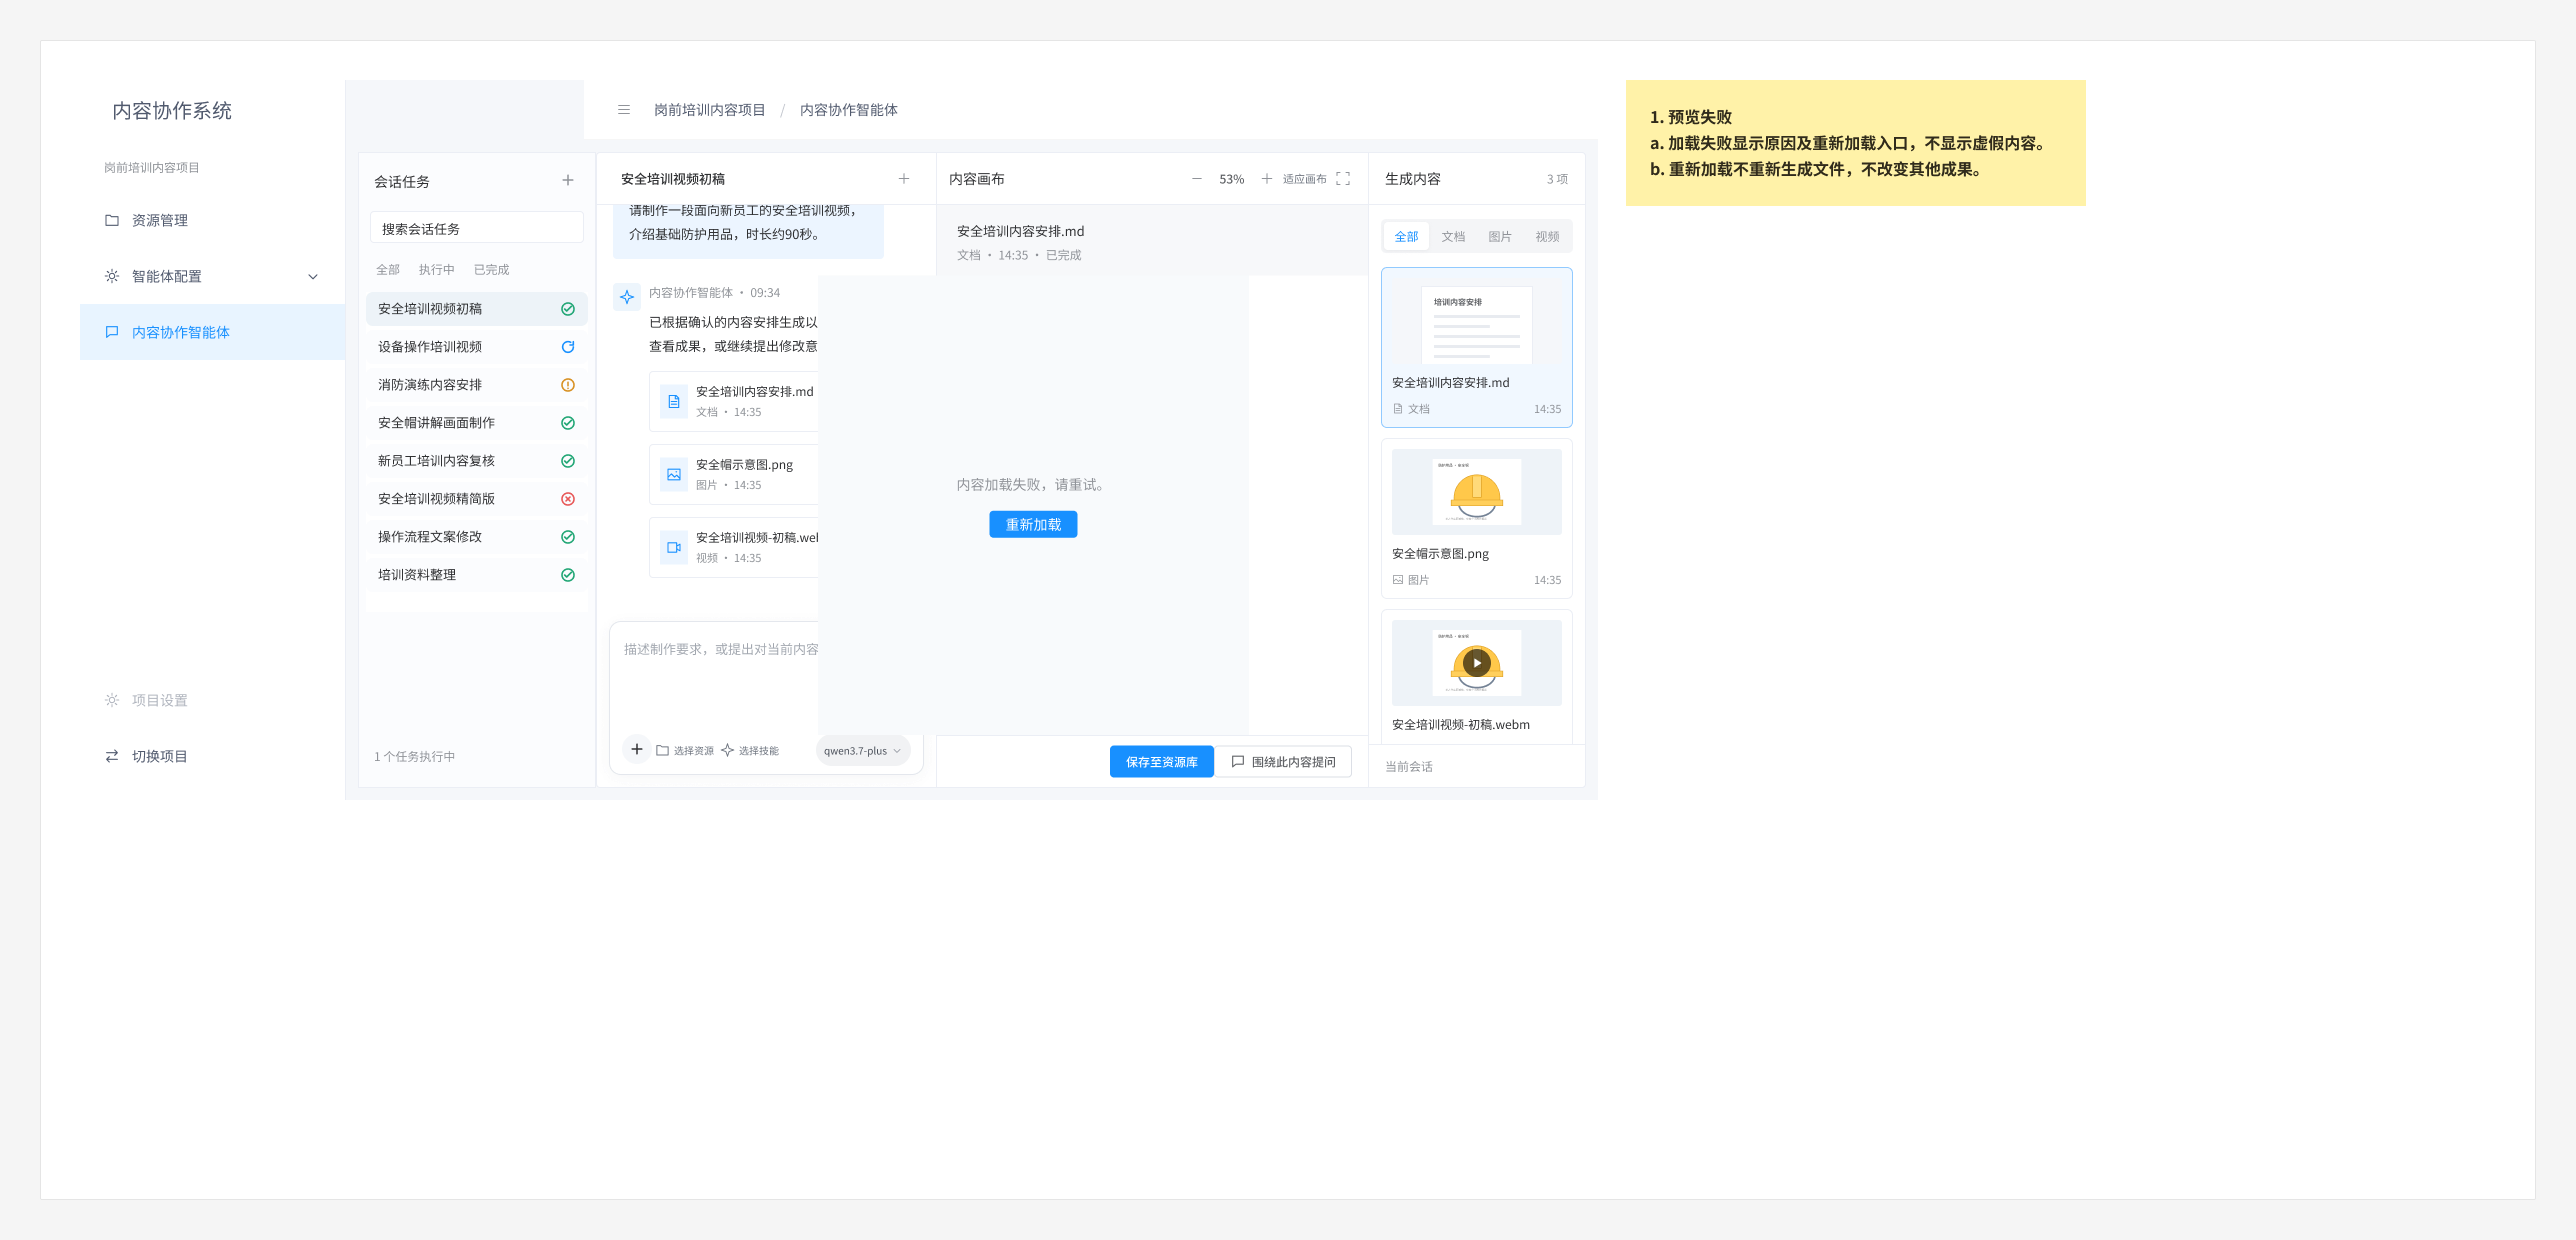 内容协作系统
岗前培训内容项目
资源管理
智能体配置
内容协作智能体
项目设置
切换项目
岗前培训内容项目 / 内容协作智能体
会话任务
搜索会话任务
全部 执行中 已完成
安全培训视频初稿
设备操作培训视频
消防演练内容安排
安全帽讲解画面制作
新员工培训内容复核
安全培训视频精简版
操作流程文案修改
培训资料整理
1 个任务执行中
安全培训视频初稿
请制作一段面向新员工的安全培训视频，
介绍基础防护用品，时长约90秒。
内容协作智能体 • 09:34
已根据确认的内容安排生成以
查看成果，或继续提出修改意
安全培训内容安排.md
文档 • 14:35
安全帽示意图.png
图片 • 14:35
安全培训视频-初稿.we
视频 • 14:35
描述制作要求，或提出对当前内容
选择资源 选择技能 qwen3.7-plus
内容画布 53% 适应画布
安全培训内容安排.md
文档 • 14:35 • 已完成
内容加载失败，请重试。
重新加载
保存至资源库 围绕此内容提问
生成内容 3 项
全部 文档 图片 视频
培训内容安排
安全培训内容安排.md
文档 14:35
安全帽示意图.png
图片 14:35
安全培训视频-初稿.webm
当前会话
1. 预览失败
a. 加载失败显示原因及重新加载入口，不显示虚假内容。
b. 重新加载不重新生成文件，不改变其他成果。